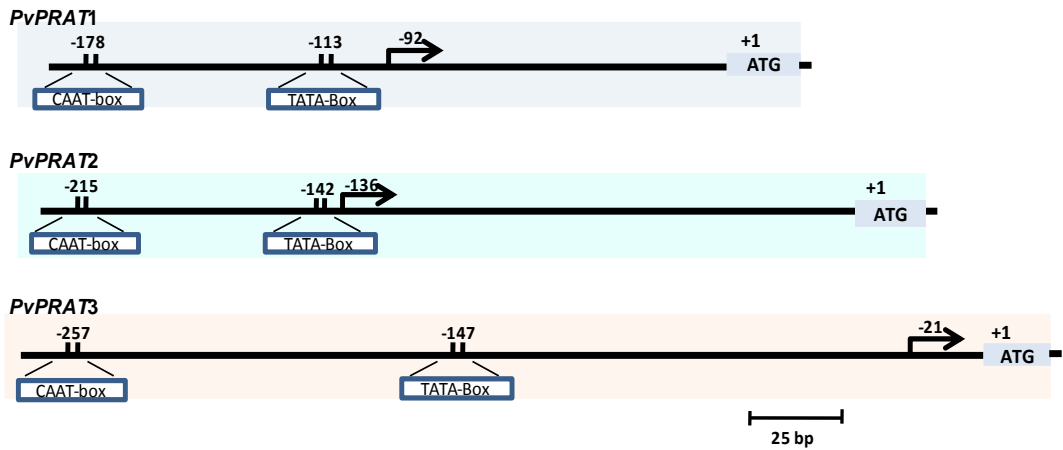 PvPRAT1
-178 -113 -92 +1
ATG
CAAT-box TATA-Box
PvPRAT2
-215 -142 -136 +1
ATG
CAAT-box TATA-Box
PvPRAT3
-257 -147 -21 +1
ATG
CAAT-box TATA-Box
25 bp